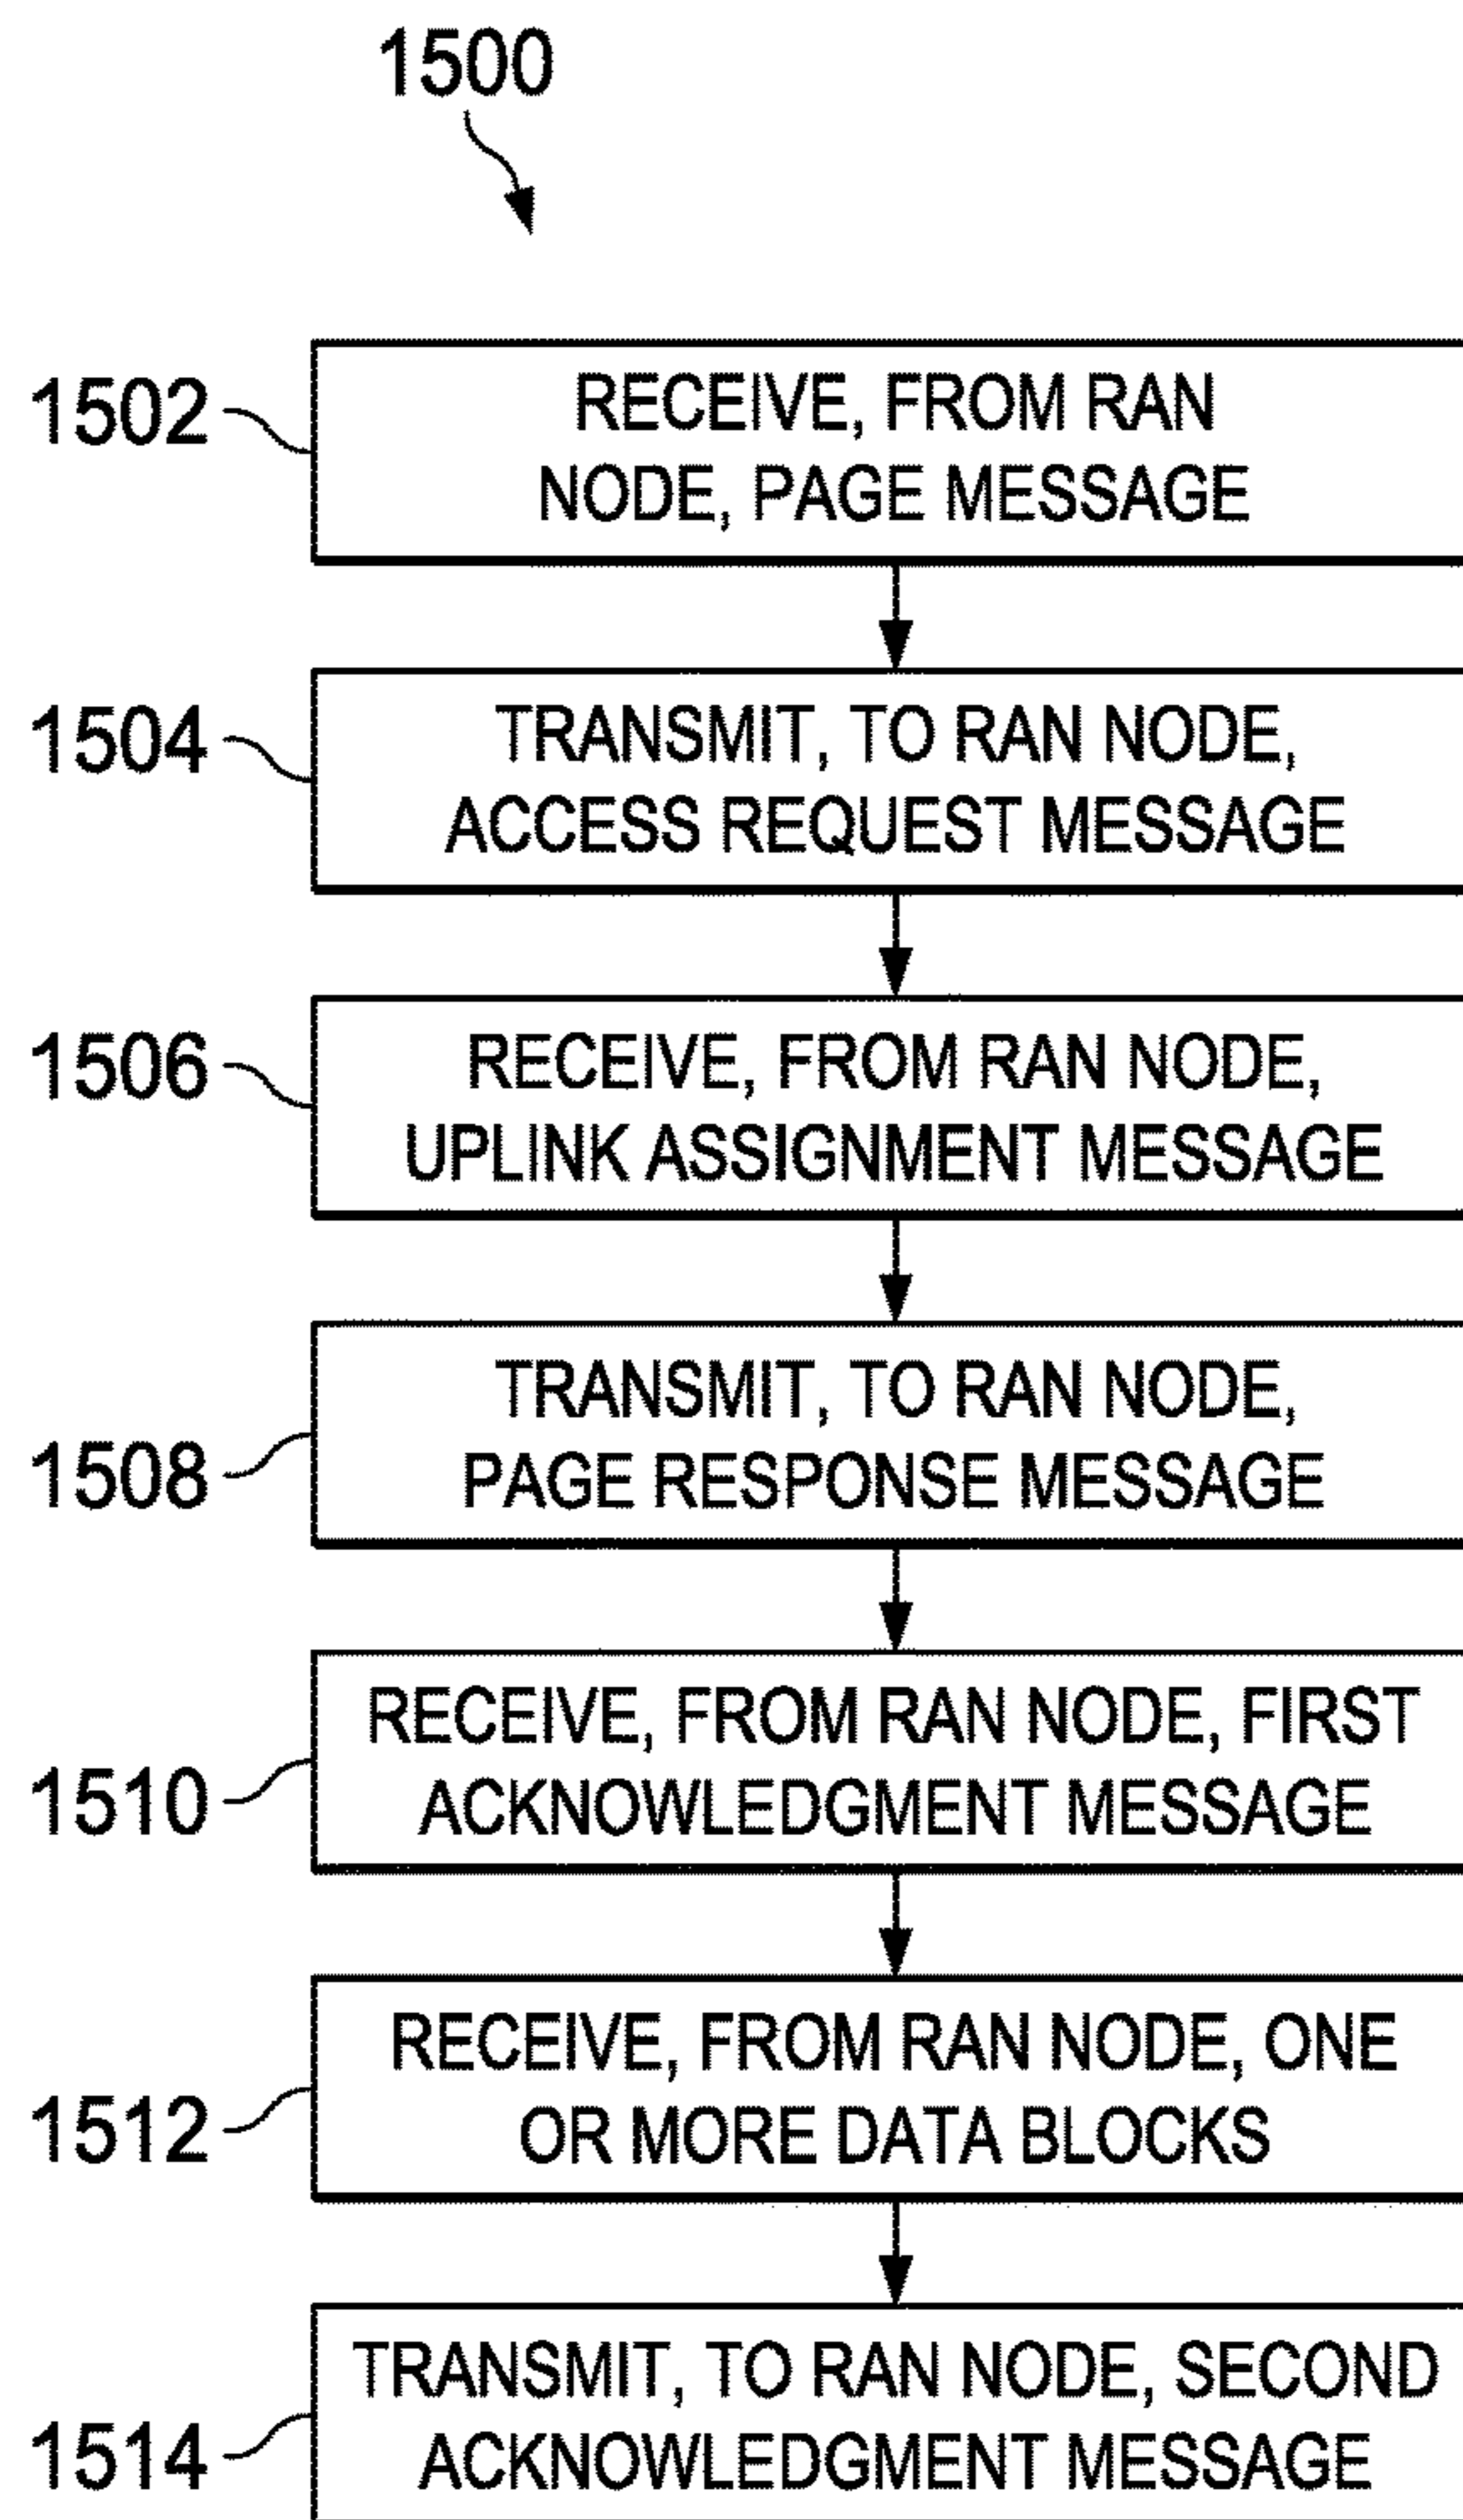 1500
1502
RECEIVE, FROM RAN
NODE, PAGE MESSAGE
1504
TRANSMIT, TO RAN NODE,
ACCESS REQUEST MESSAGE
1506
RECEIVE, FROM RAN NODE,
UPLINK ASSIGNMENT MESSAGE
1508
TRANSMIT, TO RAN NODE,
PAGE RESPONSE MESSAGE
1510
RECEIVE, FROM RAN NODE, FIRST
ACKNOWLEDGMENT MESSAGE
1512
RECEIVE, FROM RAN NODE, ONE
OR MORE DATA BLOCKS
1514
TRANSMIT, TO RAN NODE, SECOND
ACKNOWLEDGMENT MESSAGE